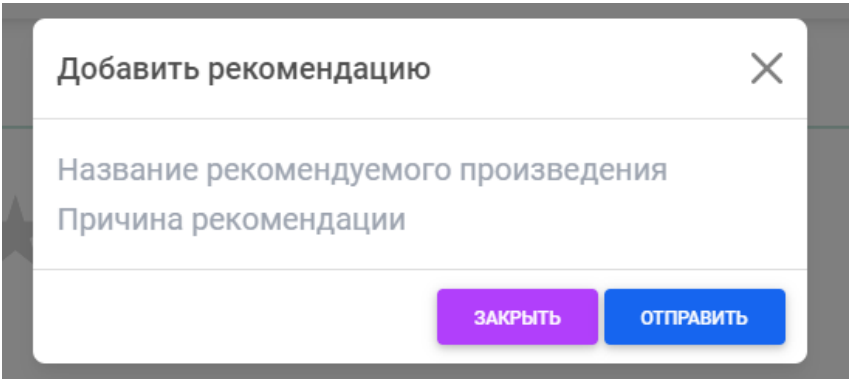 Добавить рекомендацию
Название рекомендуемого произведения
Причина рекомендации
ЗАКРЫТЬ ОТПРАВИТЬ